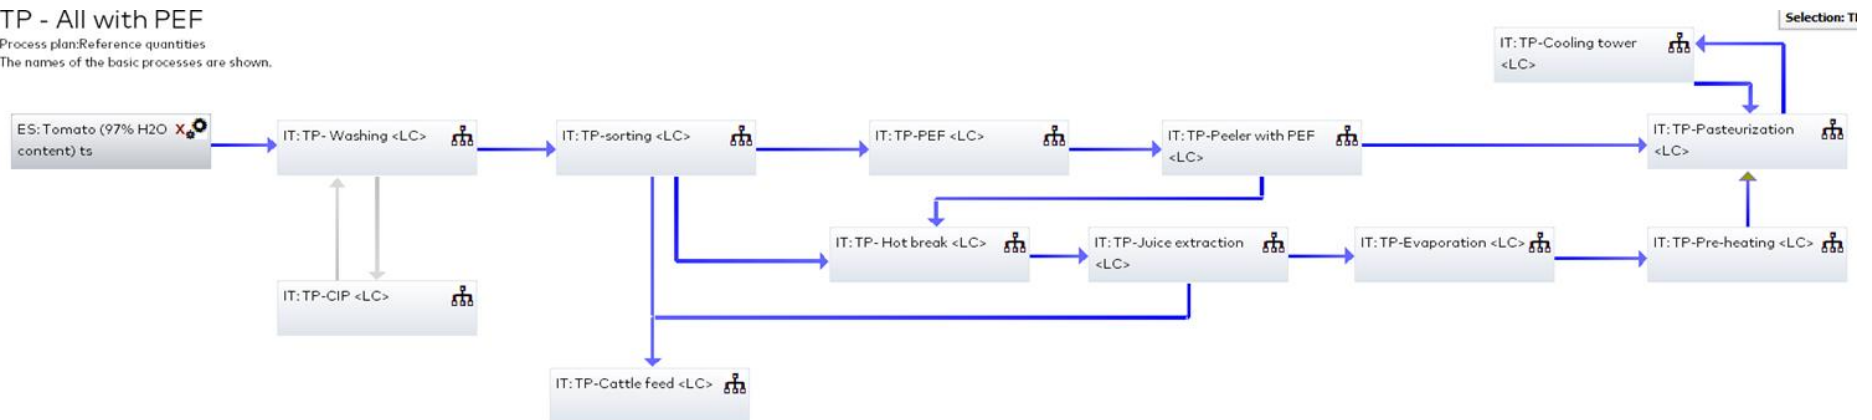 TP - All with PEF
Process plan:Reference quantities
The names of the basic processes are shown.
Selection: TP
IT: TP-Cooling tower
<LC>
ES: Tomato (97% H2O
content) ts
X
IT: TP- Washing <LC>
IT: TP-sorting <LC>
IT: TP-PEF <LC>
IT: TP-Peeler with PEF
<LC>
IT: TP-Pasteurization
<LC>
IT: TP- Hot break <LC>
IT: TP-Juice extraction
<LC>
IT: TP-Evaporation <LC>
IT: TP-Pre-heating <LC>
IT: TP-CIP <LC>
IT: TP-Cattle feed <LC>